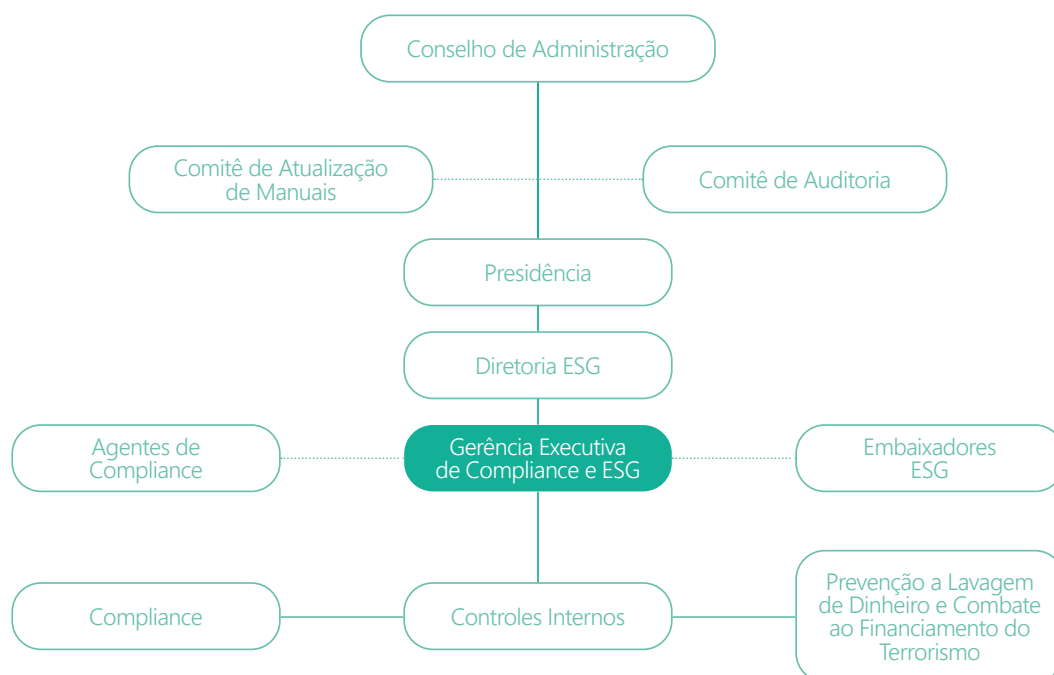 Conselho de Administração
Comitê de Atualização
de Manuais
Comitê de Auditoria
Presidência
Diretoria ESG
Agentes de
Compliance
Gerência Executiva
de Compliance e ESG
Embaixadores
ESG
Compliance
Controles Internos
Prevenção a Lavagem
de Dinheiro e Combate
ao Financiamento do
Terrorismo